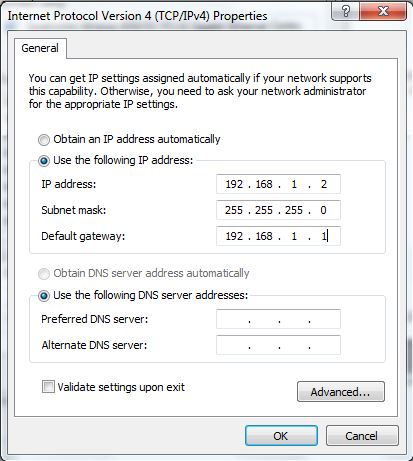 Internet Protocol Version 4 (TCP/IPv4) Properties
?
General
You can get IP settings assigned automatically if your network supports
this capability. Otherwise, you need to ask your network administrator
for the appropriate IP settings.
Obtain an IP address automatically
Use the following IP address:
IP address: 192 . 168 . 1 . 2
Subnet mask: 255 . 255 . 255 . 0
Default gateway: 192 . 168 . 1 . 1
Obtain DNS server address automatically
Use the following DNS server addresses:
Preferred DNS server: . . .
Alternate DNS server: . . .
Validate settings upon exit
Advanced...
OK Cancel